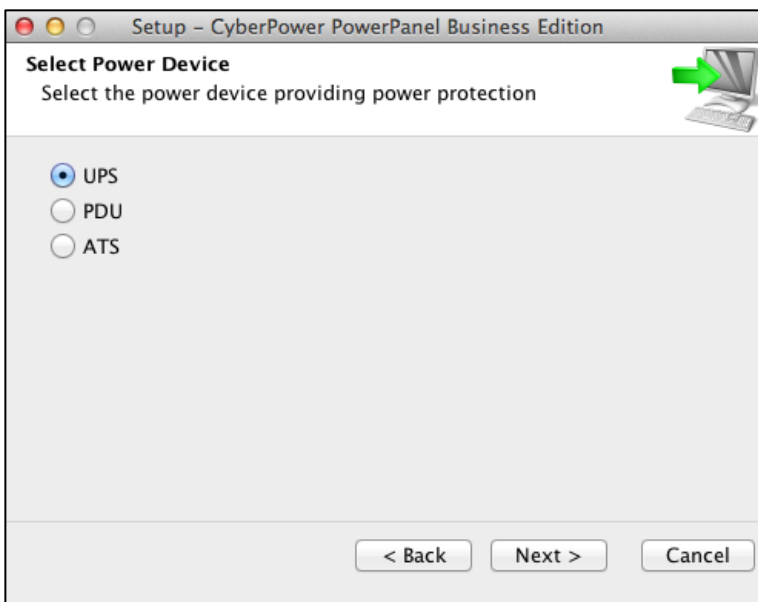 Setup – CyberPower PowerPanel Business Edition
Select Power Device
Select the power device providing power protection
UPS
PDU
ATS
< Back Next > Cancel